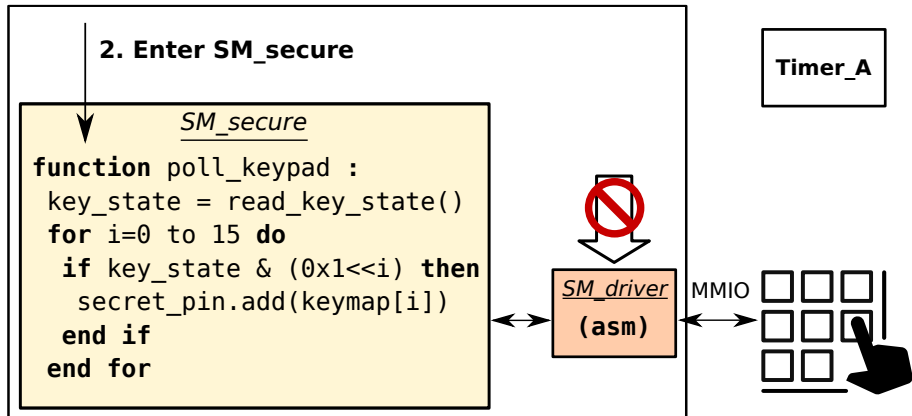 2. Enter SM_secure
Timer_A
SM_secure
function poll_keypad :
key_state = read_key_state()
for i=0 to 15 do
if key_state & (0x1<<i) then
secret_pin.add(keymap[i])
end if
end for
SM_driver
(asm)
MMIO